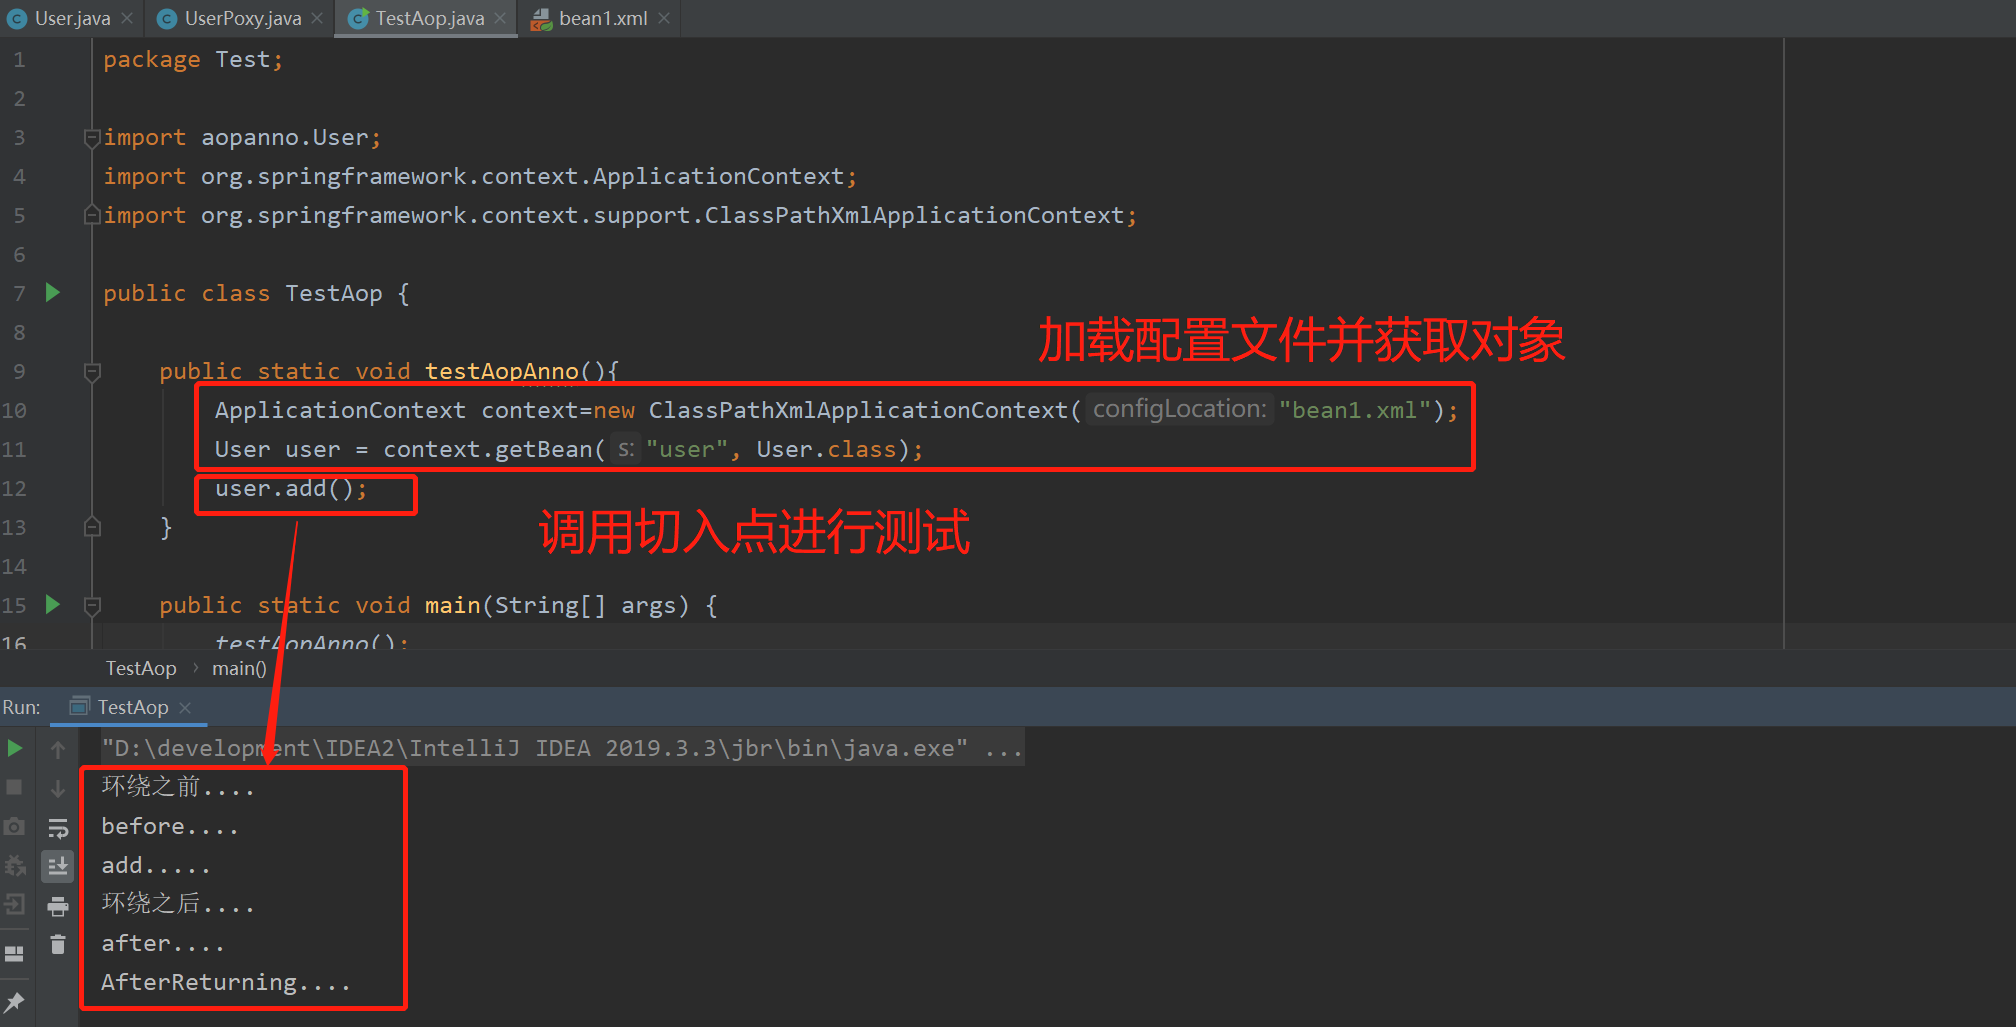 User.java
UserPoxy.java
TestAop.java
bean1.xml
1 package Test;
2
3 import aopanno.User;
4 import org.springframework.context.ApplicationContext;
5 import org.springframework.context.support.ClassPathXmlApplicationContext;
6
7 public class TestAop {
8
加载配置文件并获取对象
9 public static void testAopAnno(){
10 ApplicationContext context=new ClassPathXmlApplicationContext( configLocation: "bean1.xml");
11 User user = context.getBean( s: "user", User.class);
12 user.add();
调用切入点进行测试
13 }
14
15 public static void main(String[] args) {
16 testAopAnno();
TestAop › main()
Run: TestAop
"D:\development\IDEA2\IntelliJ IDEA 2019.3.3\jbr\bin\java.exe" ...
环绕之前....
before....
add.....
环绕之后....
after....
AfterReturning....